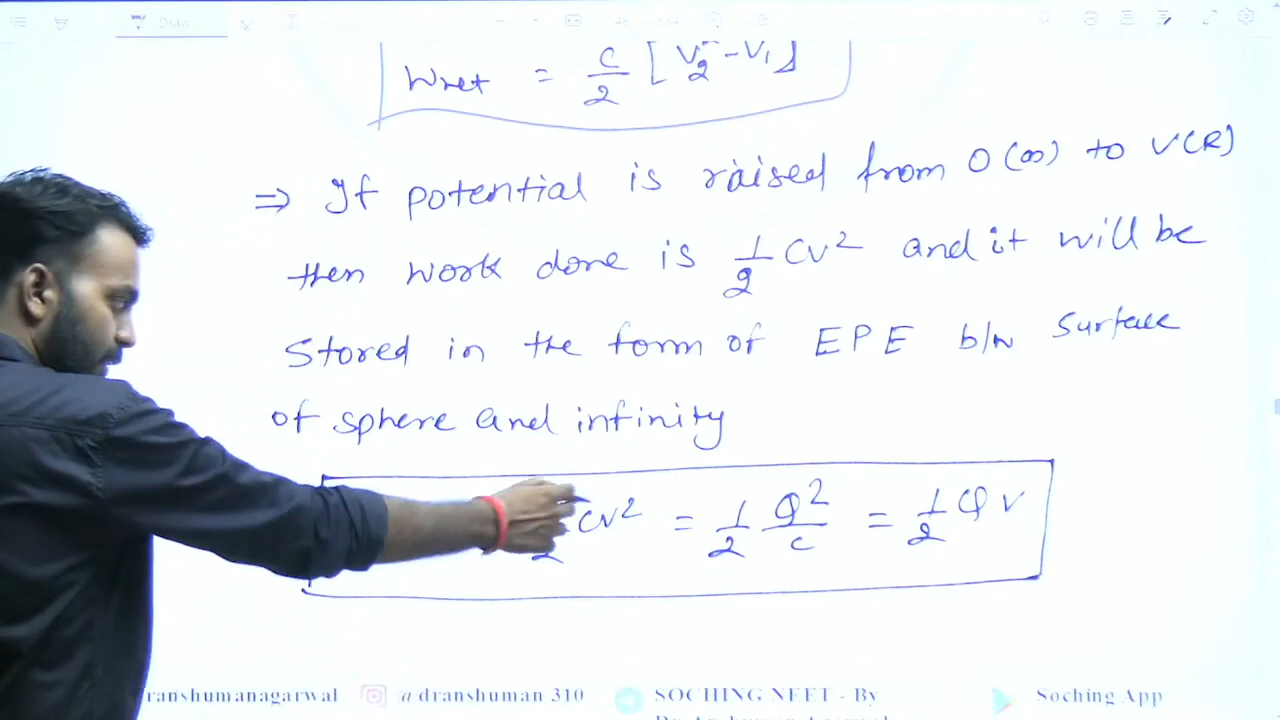 Draw
Wnet = C/2 [V₂² - V₁]
⇒ If potential is raised from 0 (∞) to V(R)
then work done is 1/2 CV² and it will be
Stored in the form of EPE b/w Surface
of sphere and infinity
CV² = 1/2 Q²/C = 1/2 QV
ranshumanagarwal @dranshuman 310 SOCHING NEET - By Soching App